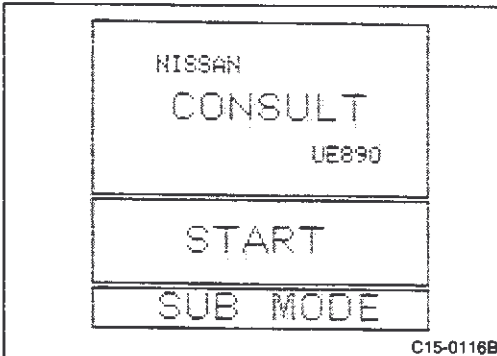 NISSAN
CONSULT
UE890
START
SUB MODE
C15-0116B